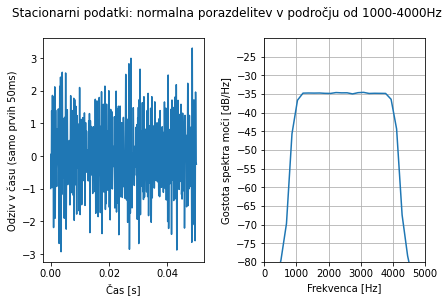 Stacionarni podatki: normalna porazdelitev v področju od 1000-4000Hz
Odziv v času (samo prvih 50ms)
3
2
1
0
−1
−2
−3
0.00 0.02 0.04
Čas [s]
Gostota spektra moči [dB/Hz]
−25
−30
−35
−40
−45
−50
−55
−60
−65
−70
−75
−80
0 1000 2000 3000 4000 5000
Frekvenca [Hz]